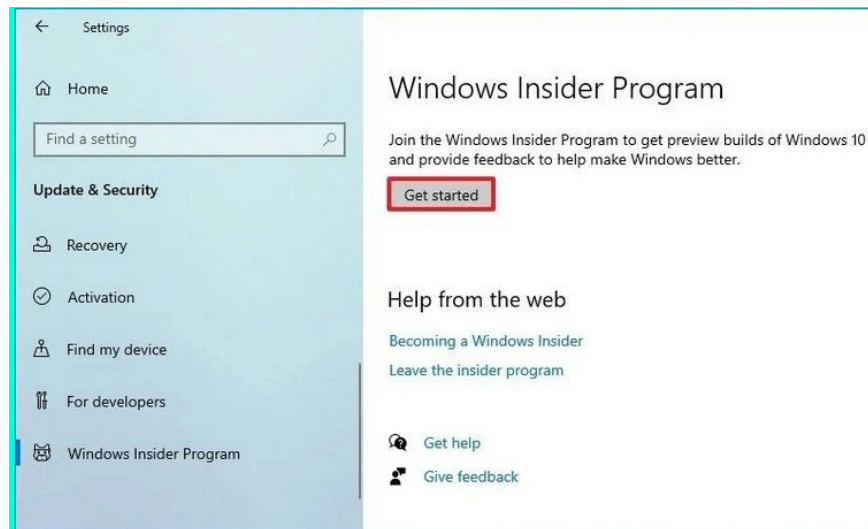 Settings
Home
Find a setting
Update & Security
Recovery
Activation
Find my device
For developers
Windows Insider Program
Windows Insider Program
Join the Windows Insider Program to get preview builds of Windows 10
and provide feedback to help make Windows better.
Get started
Help from the web
Becoming a Windows Insider
Leave the insider program
Get help
Give feedback